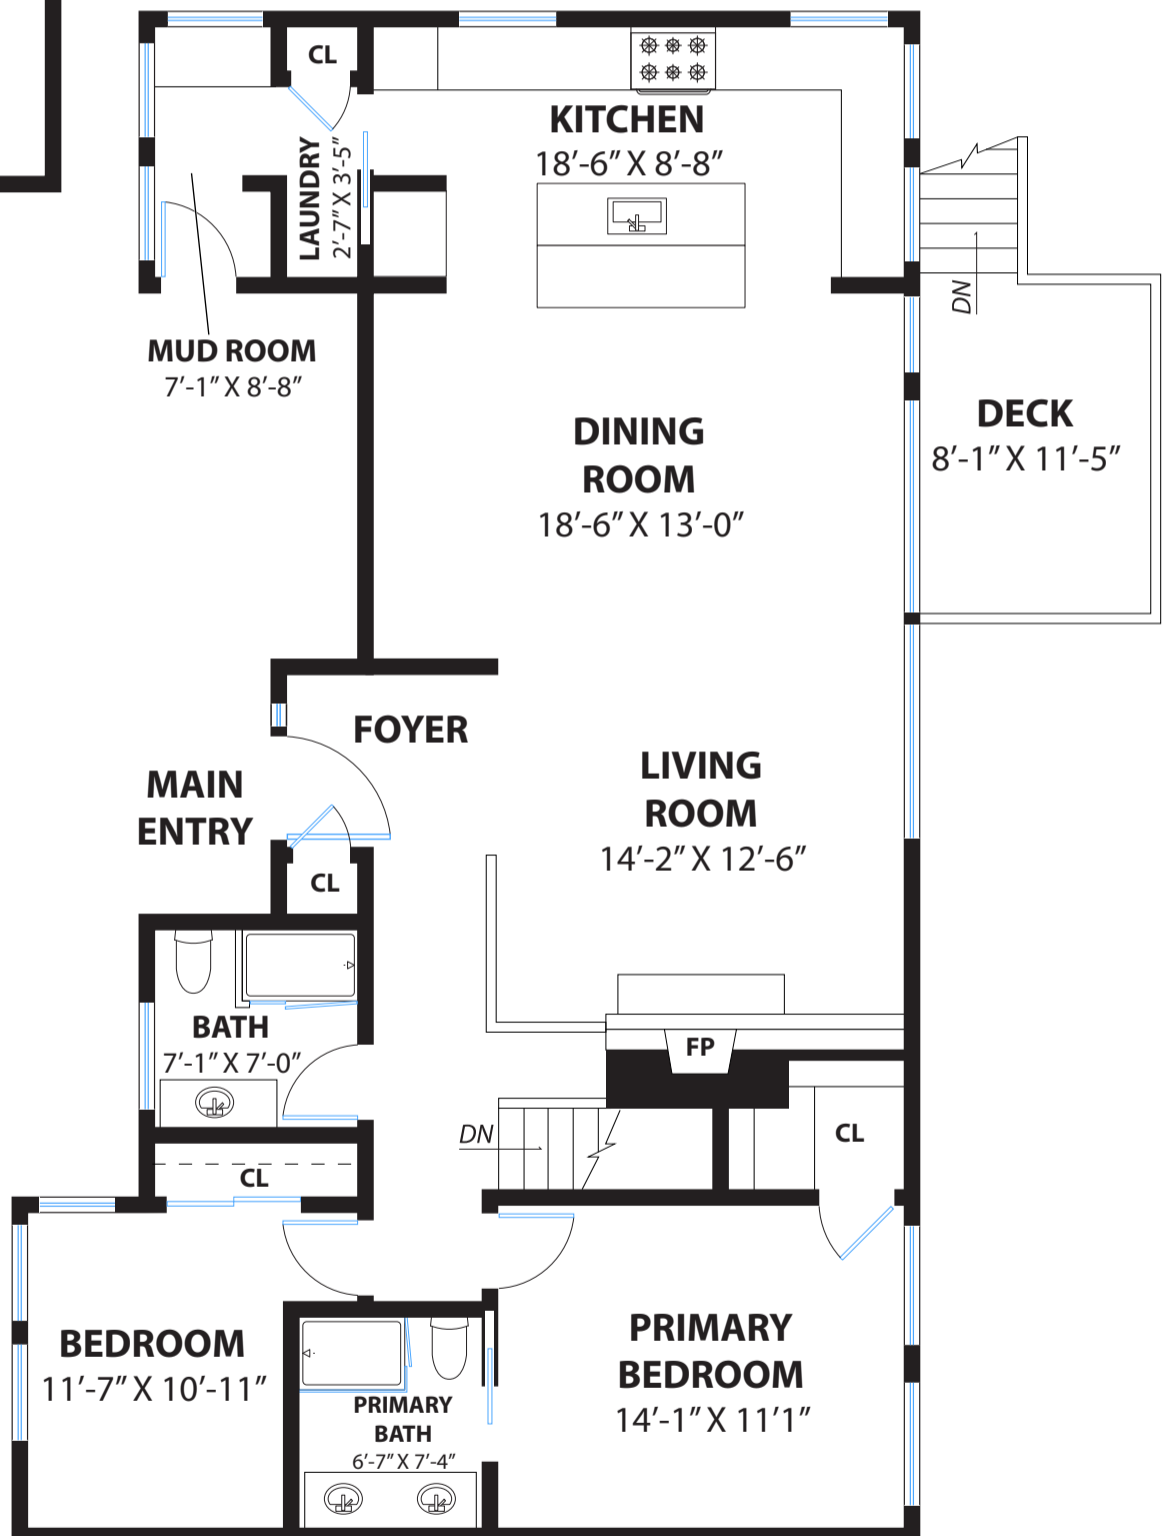 CL
KITCHEN
18′-6″ X 8′-8″
LAUNDRY
2′-7″ X 3′-5″
DN
MUD ROOM
7′-1″ X 8′-8″
DECK
8′-1″ X 11′-5″
DINING
ROOM
18′-6″ X 13′-0″
FOYER
MAIN
ENTRY
LIVING
ROOM
14′-2″ X 12′-6″
CL
BATH
7′-1″ X 7′-0″
FP
DN
CL
CL
BEDROOM
11′-7″ X 10′-11″
PRIMARY
BEDROOM
14′-1″ X 11′1″
PRIMARY
BATH
6′-7″ X 7′-4″